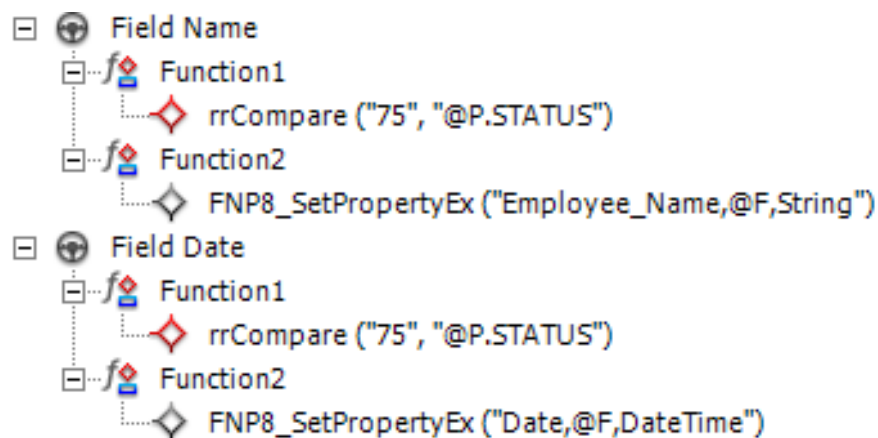 Field Name
Function1
rrCompare ("75", "@P.STATUS")
Function2
FNP8_SetPropertyEx ("Employee_Name,@F,String")
Field Date
Function1
rrCompare ("75", "@P.STATUS")
Function2
FNP8_SetPropertyEx ("Date,@F,DateTime")